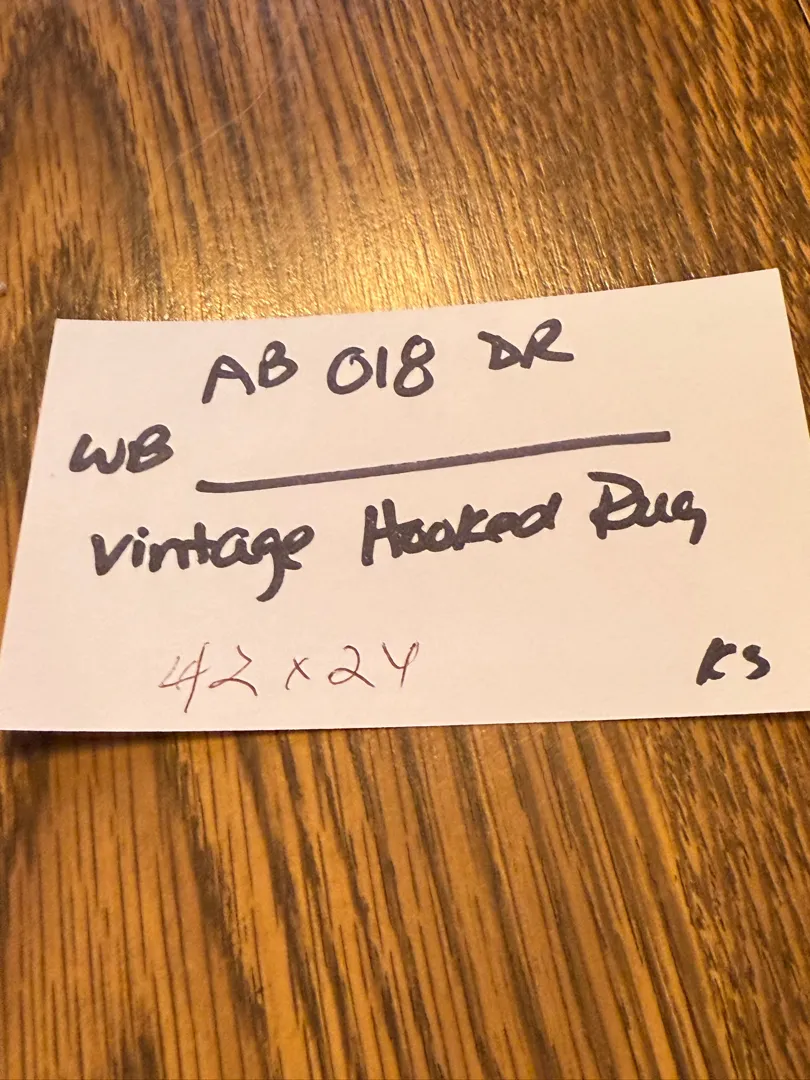 AB 018 DR
WB
Vintage Hooked Rug
42 x 24
KS